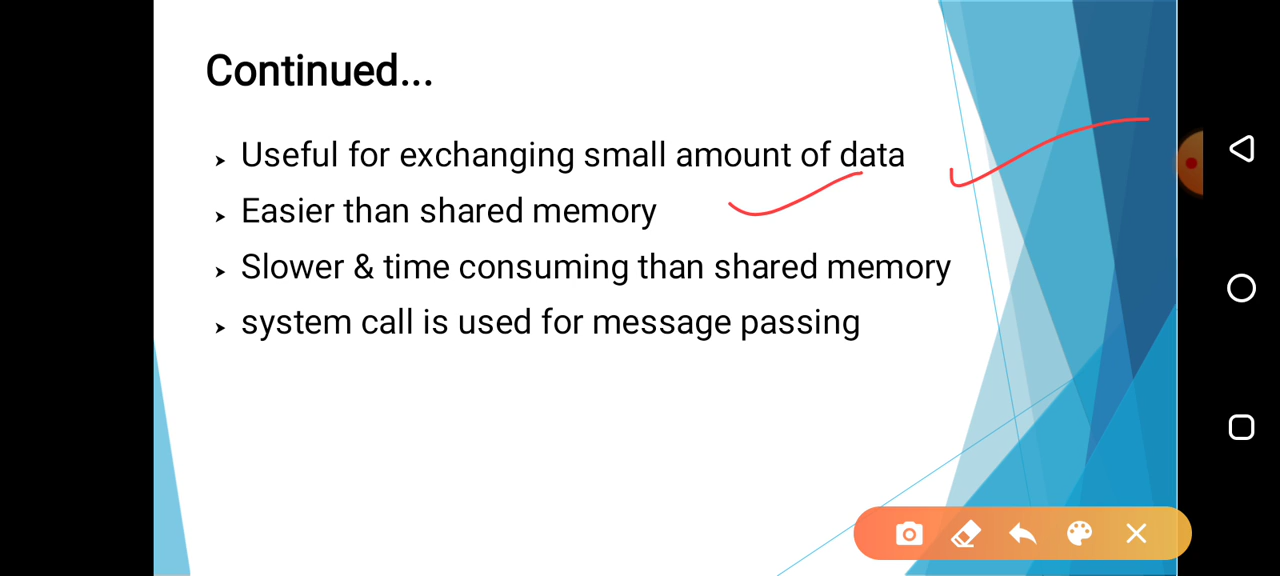 Continued...
Useful for exchanging small amount of data
Easier than shared memory
Slower & time consuming than shared memory
system call is used for message passing